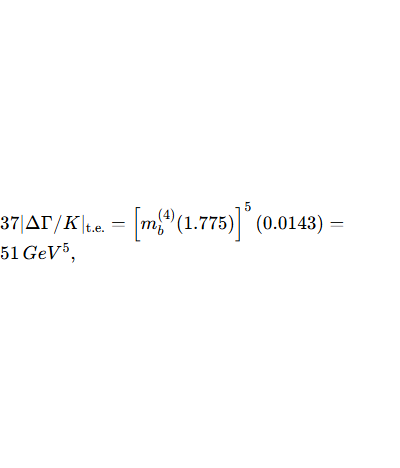 37|ΔΓ/K|_{t.e.} = [m_b^{(4)}(1.775)]^5 (0.0143) =
51 GeV^5,